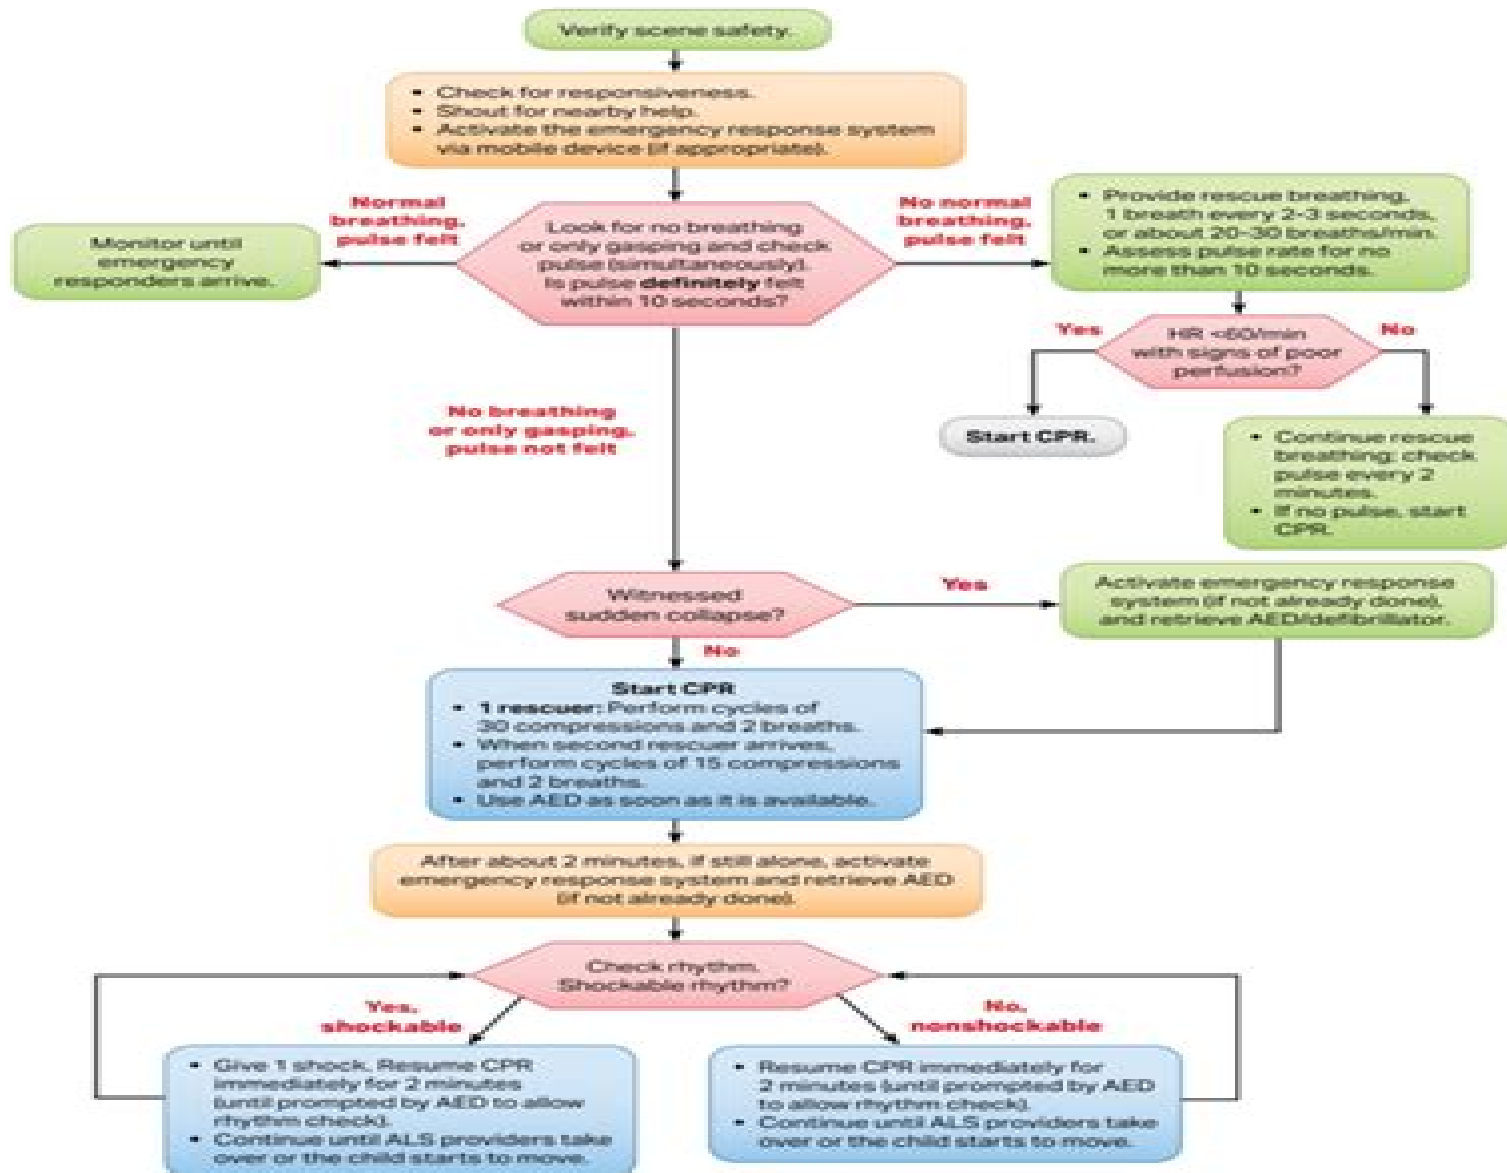 Verify scene safety.
• Check for responsiveness.
• Shout for nearby help.
• Activate the emergency response system
via mobile device (if appropriate).
Normal
breathing,
pulse felt
Look for no breathing
or only gasping and check
pulse (simultaneously).
Is pulse definitely felt
within 10 seconds?
No normal
breathing,
pulse felt
Monitor until
emergency
responders arrive.
• Provide rescue breathing,
1 breath every 2-3 seconds,
or about 20-30 breaths/min.
• Assess pulse rate for no
more than 10 seconds.
Yes
HR <60/min
with signs of poor
perfusion?
No
Start CPR.
• Continue rescue
breathing; check
pulse every 2
minutes.
• If no pulse, start
CPR.
No breathing
or only gasping,
pulse not felt
Witnessed
sudden collapse?
Yes
Activate emergency response
system (if not already done),
and retrieve AED/defibrillator.
No
Start CPR
• 1 rescuer: Perform cycles of
30 compressions and 2 breaths.
• When second rescuer arrives,
perform cycles of 15 compressions
and 2 breaths.
• Use AED as soon as it is available.
After about 2 minutes, if still alone, activate
emergency response system and retrieve AED
(if not already done).
Check rhythm.
Shockable rhythm?
Yes,
shockable
No,
nonshockable
• Give 1 shock. Resume CPR
immediately for 2 minutes
(until prompted by AED to allow
rhythm check).
• Continue until ALS providers take
over or the child starts to move.
• Resume CPR immediately for
2 minutes (until prompted by AED
to allow rhythm check).
• Continue until ALS providers take
over or the child starts to move.